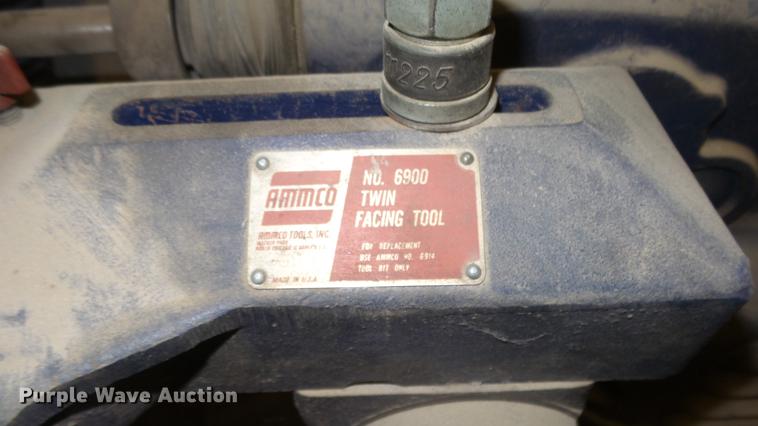 225
AMMCO
NO. 6900
TWIN
FACING TOOL
AMMCO TOOLS, INC.
FOR REPLACEMENT
USE AMMCO NO. 6914
TOOL BIT ONLY
MADE IN U.S.A
Purple Wave Auction